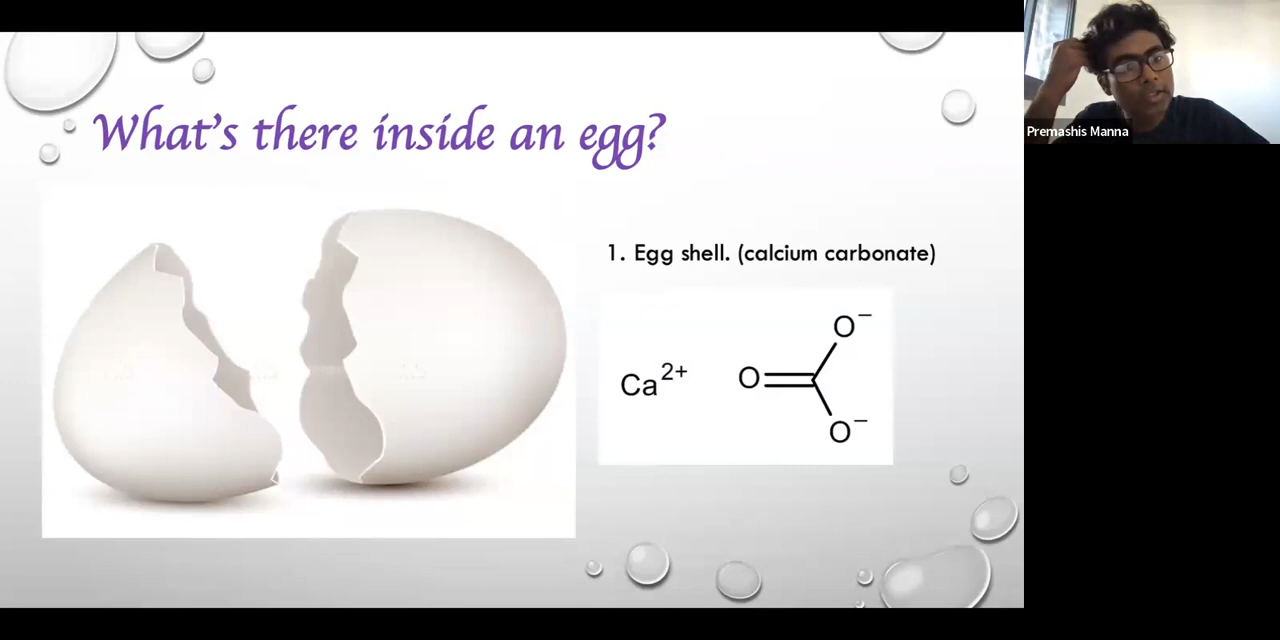 What's there inside an egg?
1. Egg shell. (calcium carbonate)
Ca2+
O
O−
O−
Premashis Manna